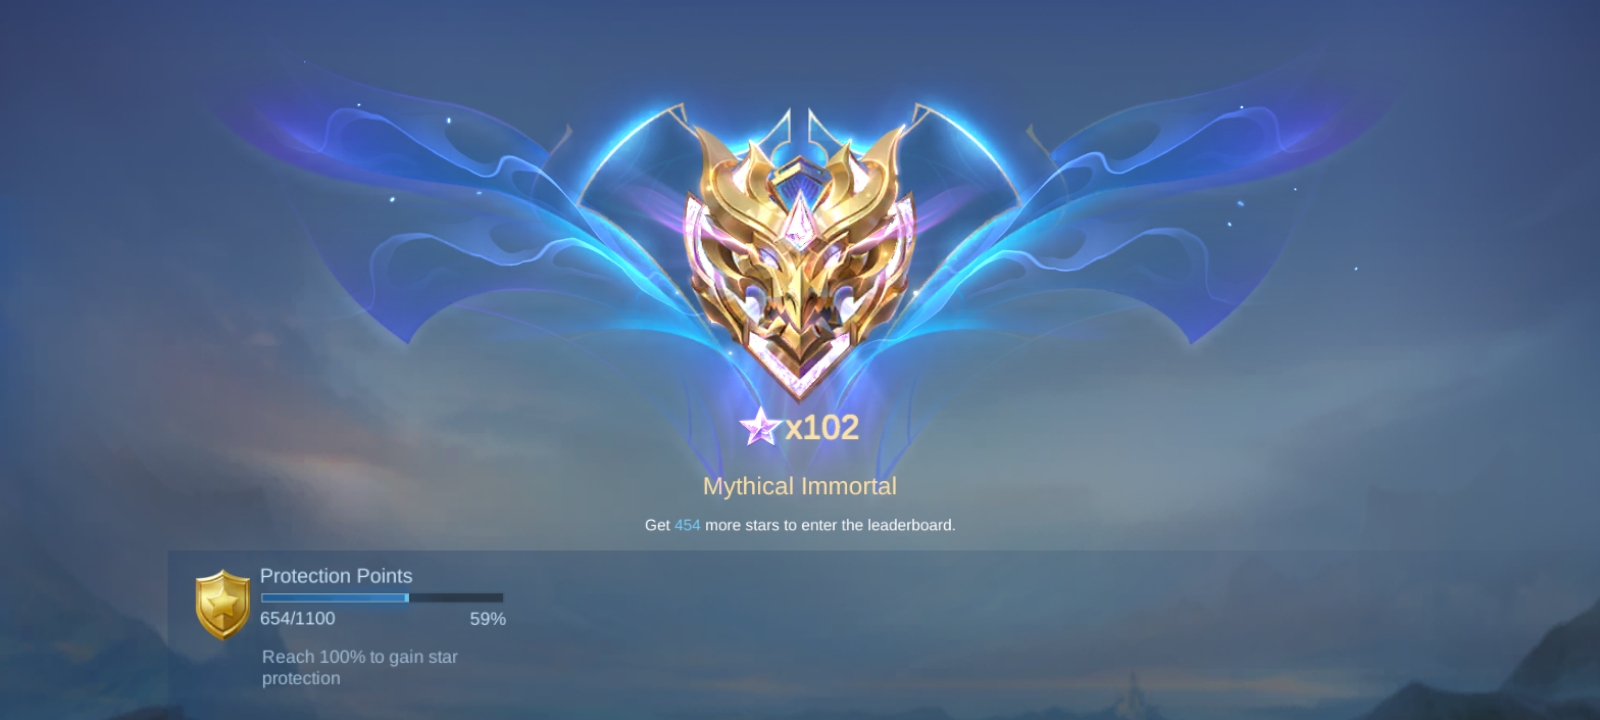 x102
Mythical Immortal
Get 454 more stars to enter the leaderboard.
Protection Points
654/1100 59%
Reach 100% to gain star
protection